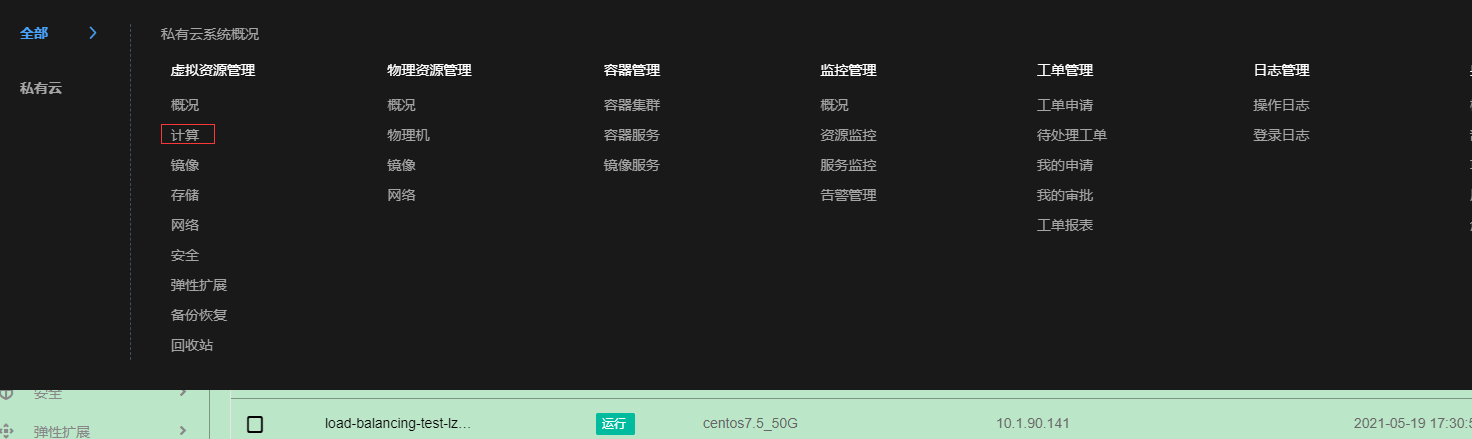 全部
私有云
私有云系统概况
虚拟资源管理
概况
计算
镜像
存储
网络
安全
弹性扩展
备份恢复
回收站
物理资源管理
概况
物理机
镜像
网络
容器管理
容器集群
容器服务
镜像服务
监控管理
概况
资源监控
服务监控
告警管理
工单管理
工单申请
待处理工单
我的申请
我的审批
工单报表
日志管理
操作日志
登录日志
安全
弹性扩展
load-balancing-test-lz… 运行 centos7.5_50G 10.1.90.141 2021-05-19 17:30:5